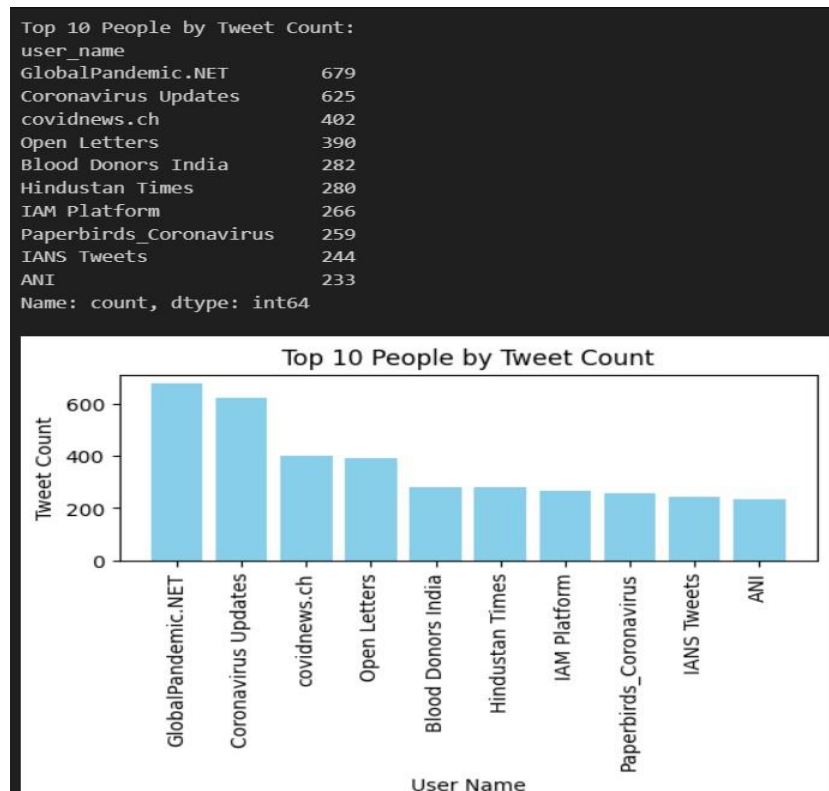 Top 10 People by Tweet Count:
user_name
GlobalPandemic.NET 679
Coronavirus Updates 625
covidnews.ch 402
Open Letters 390
Blood Donors India 282
Hindustan Times 280
IAM Platform 266
Paperbirds_Coronavirus 259
IANS Tweets 244
ANI 233
Name: count, dtype: int64
Top 10 People by Tweet Count
Tweet Count
600
400
200
0
GlobalPandemic.NET
Coronavirus Updates
covidnews.ch
Open Letters
Blood Donors India
Hindustan Times
IAM Platform
Paperbirds_Coronavirus
IANS Tweets
ANI
User Name